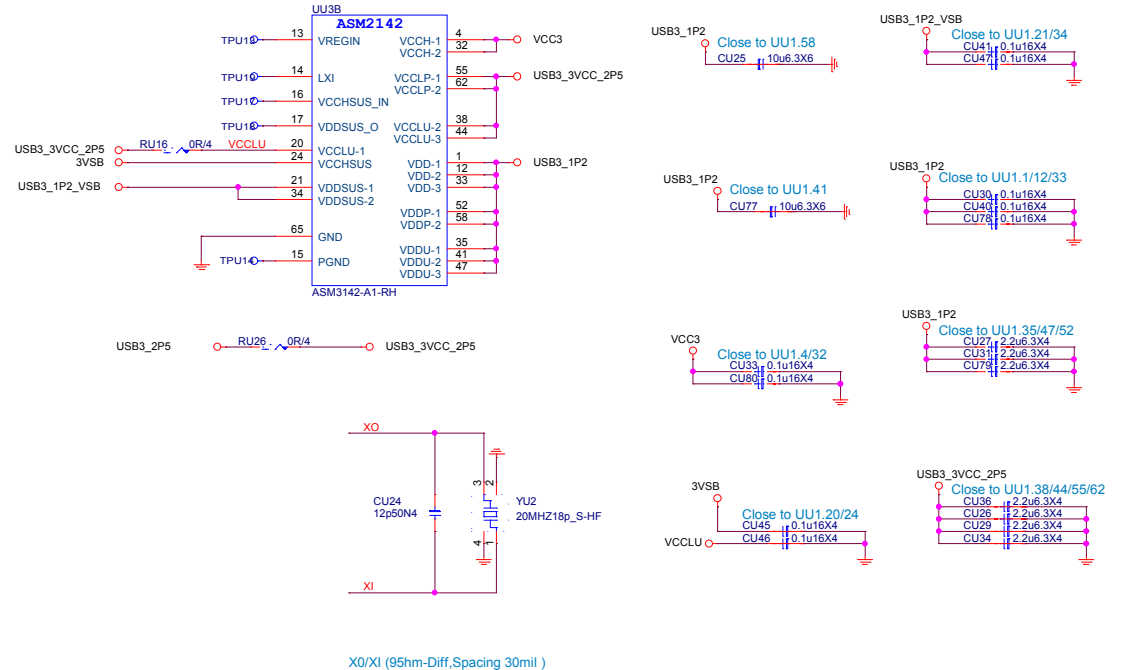 UU3B
ASM2142
TPU13 13 VREGIN VCCH-1 4 VCC3
VCCH-2 32
TPU19 14 LXI VCCLP-1 55 USB3_3VCC_2P5
VCCLP-2 62
TPU17 16 VCCHSUS_IN
TPU18 17 VDDSUS_O VCCLU-2 38
VCCLU-3 44
USB3_3VCC_2P5 RU16 0R/4 VCCLU 20 VCCLU-1
3VSB 24 VCCHSUS VDD-1 1 USB3_1P2
VDD-2 12
USB3_1P2_VSB 21 VDDSUS-1 VDD-3 33
34 VDDSUS-2
VDDP-1 52
VDDP-2 58
65 GND
VDDU-1 35
TPU14 15 PGND VDDU-2 41
VDDU-3 47
ASM3142-A1-RH
USB3_2P5 RU26 0R/4 USB3_3VCC_2P5
XO
3 2
CU24 YU2
12p50N4 20MHZ18p_S-HF
4 1
XI
X0/XI (95hm-Diff,Spacing 30mil )
USB3_1P2
Close to UU1.58
CU25 10u6.3X6
USB3_1P2_VSB
Close to UU1.21/34
CU41 0.1u16X4
CU47 0.1u16X4
USB3_1P2
Close to UU1.41
CU77 10u6.3X6
USB3_1P2
Close to UU1.1/12/33
CU30 0.1u16X4
CU40 0.1u16X4
CU78 0.1u16X4
VCC3
Close to UU1.4/32
CU33 0.1u16X4
CU80 0.1u16X4
USB3_1P2
Close to UU1.35/47/52
CU27 2.2u6.3X4
CU31 2.2u6.3X4
CU79 2.2u6.3X4
3VSB
Close to UU1.20/24
CU45 0.1u16X4
VCCLU CU46 0.1u16X4
USB3_3VCC_2P5
Close to UU1.38/44/55/62
CU36 2.2u6.3X4
CU26 2.2u6.3X4
CU29 2.2u6.3X4
CU34 2.2u6.3X4